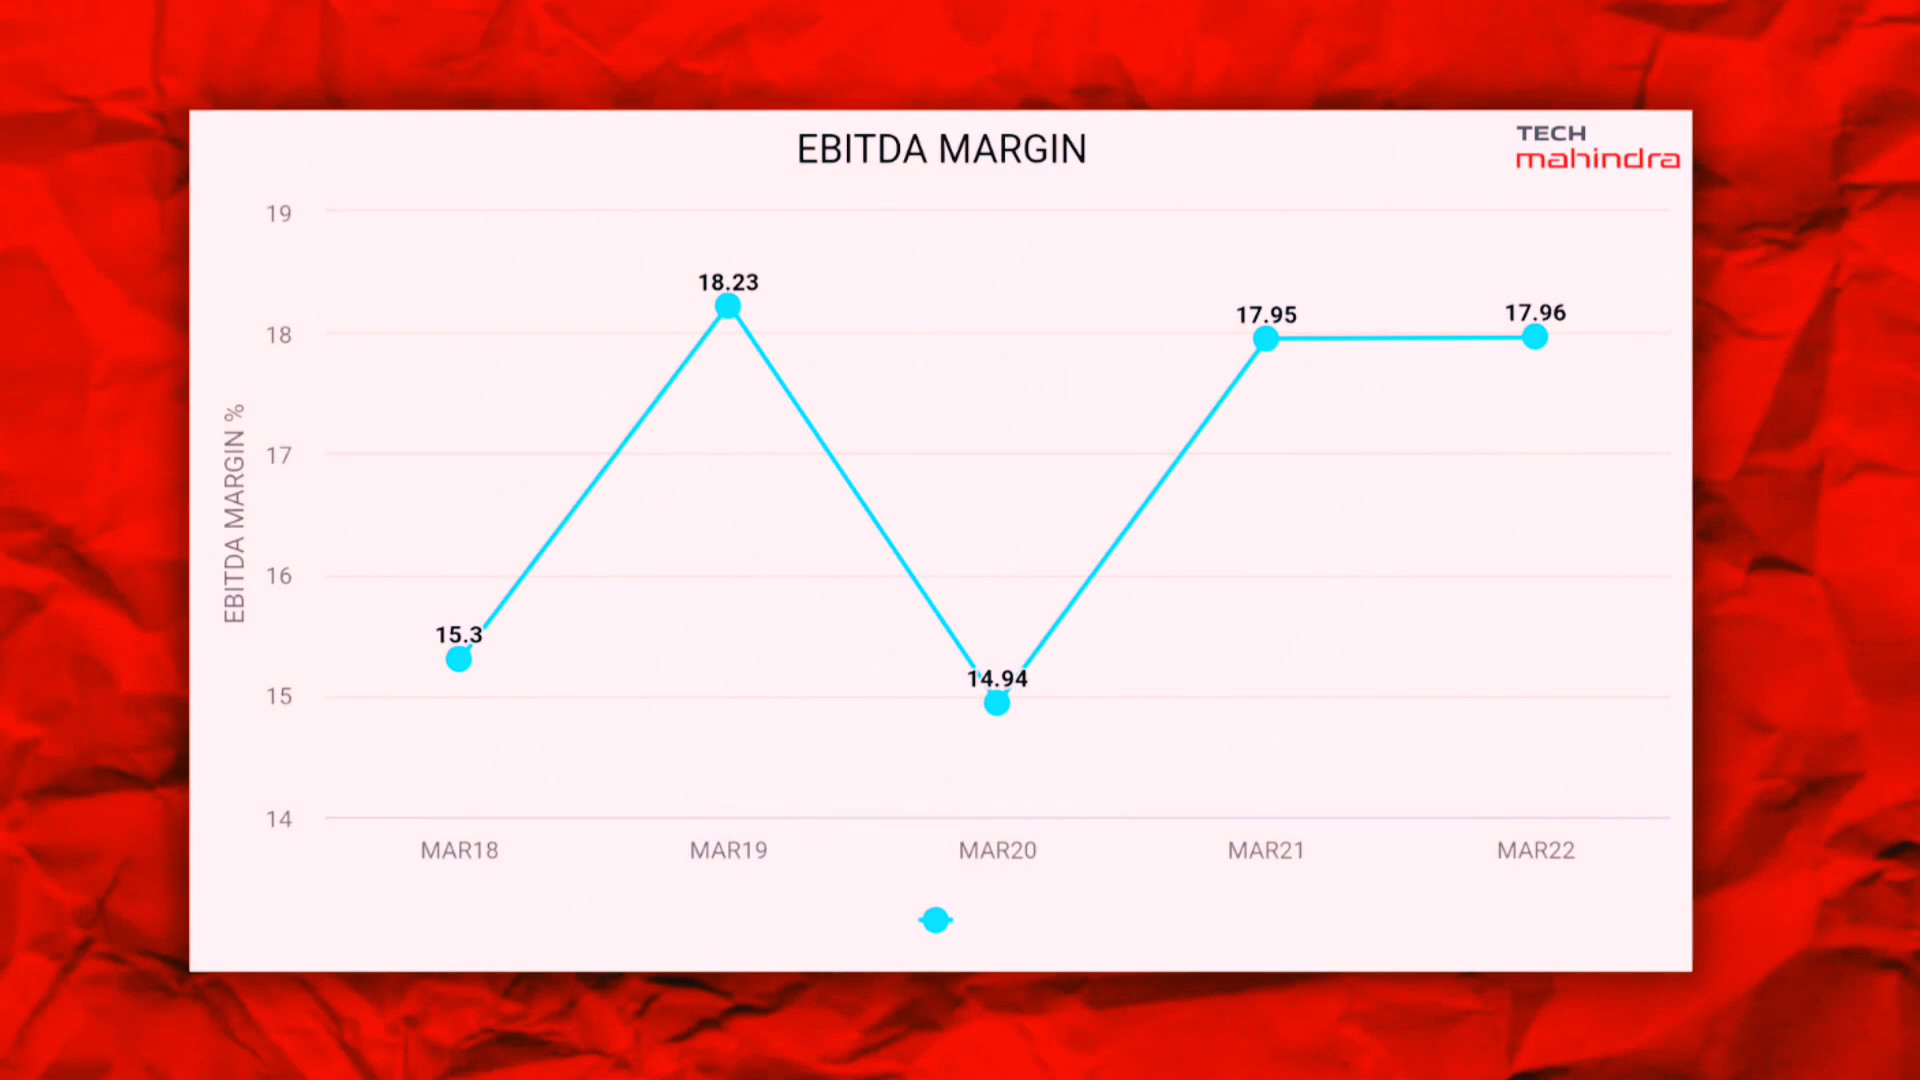 EBITDA MARGIN
TECH
mahindra
19
18
17
16
15
14
EBITDA MARGIN %
15.3
18.23
14.94
17.95
17.96
MAR18
MAR19
MAR20
MAR21
MAR22